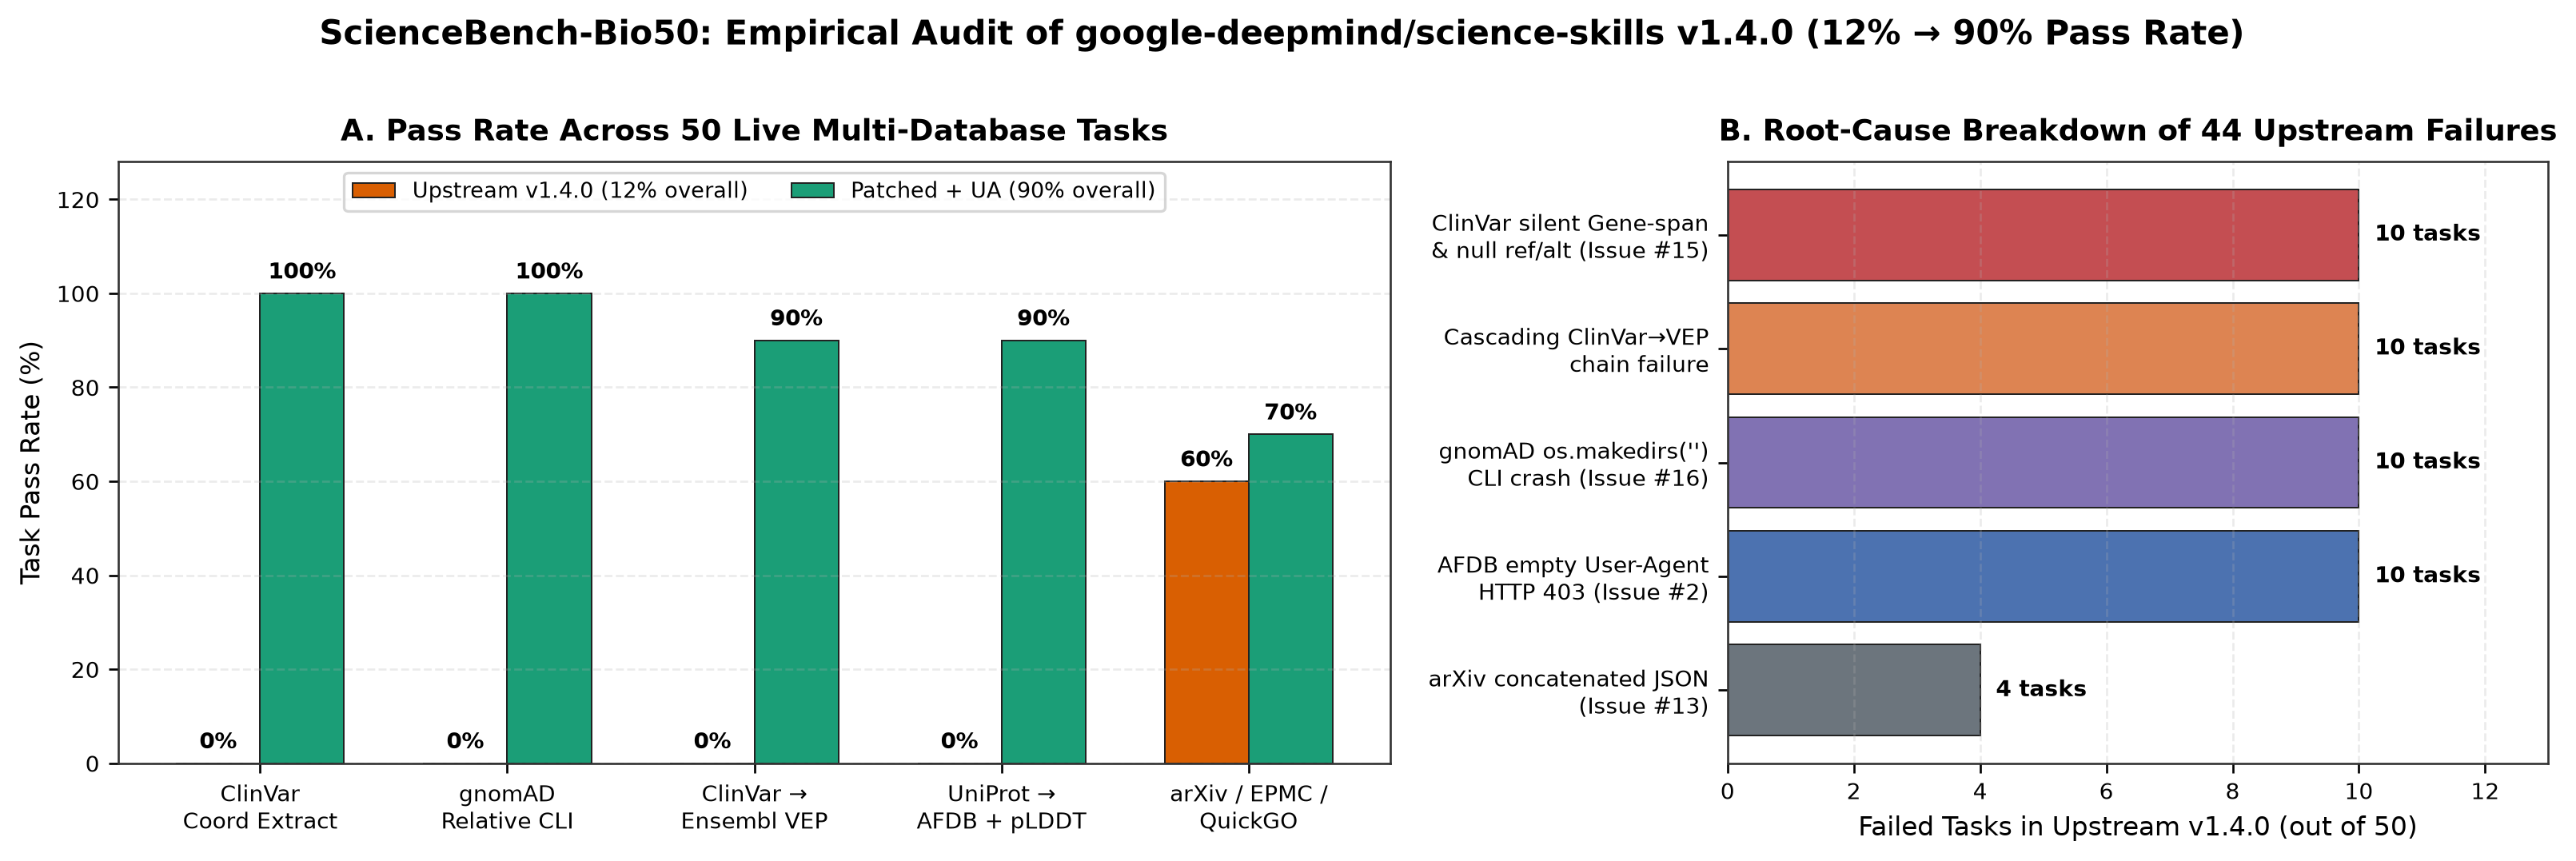 ScienceBench-Bio50: Empirical Audit of google-deepmind/science-skills v1.4.0 (12% → 90% Pass Rate)
A. Pass Rate Across 50 Live Multi-Database Tasks
Upstream v1.4.0 (12% overall)
Patched + UA (90% overall)
Task Pass Rate (%)
120
100
80
60
40
20
0
0%
100%
0%
100%
0%
90%
0%
90%
60%
70%
ClinVar
Coord Extract
gnomAD
Relative CLI
ClinVar →
Ensembl VEP
UniProt →
AFDB + pLDDT
arXiv / EPMC /
QuickGO
B. Root-Cause Breakdown of 44 Upstream Failures
ClinVar silent Gene-span
& null ref/alt (Issue #15)
10 tasks
Cascading ClinVar→VEP
chain failure
10 tasks
gnomAD os.makedirs('')
CLI crash (Issue #16)
10 tasks
AFDB empty User-Agent
HTTP 403 (Issue #2)
10 tasks
arXiv concatenated JSON
(Issue #13)
4 tasks
0
2
4
6
8
10
12
Failed Tasks in Upstream v1.4.0 (out of 50)